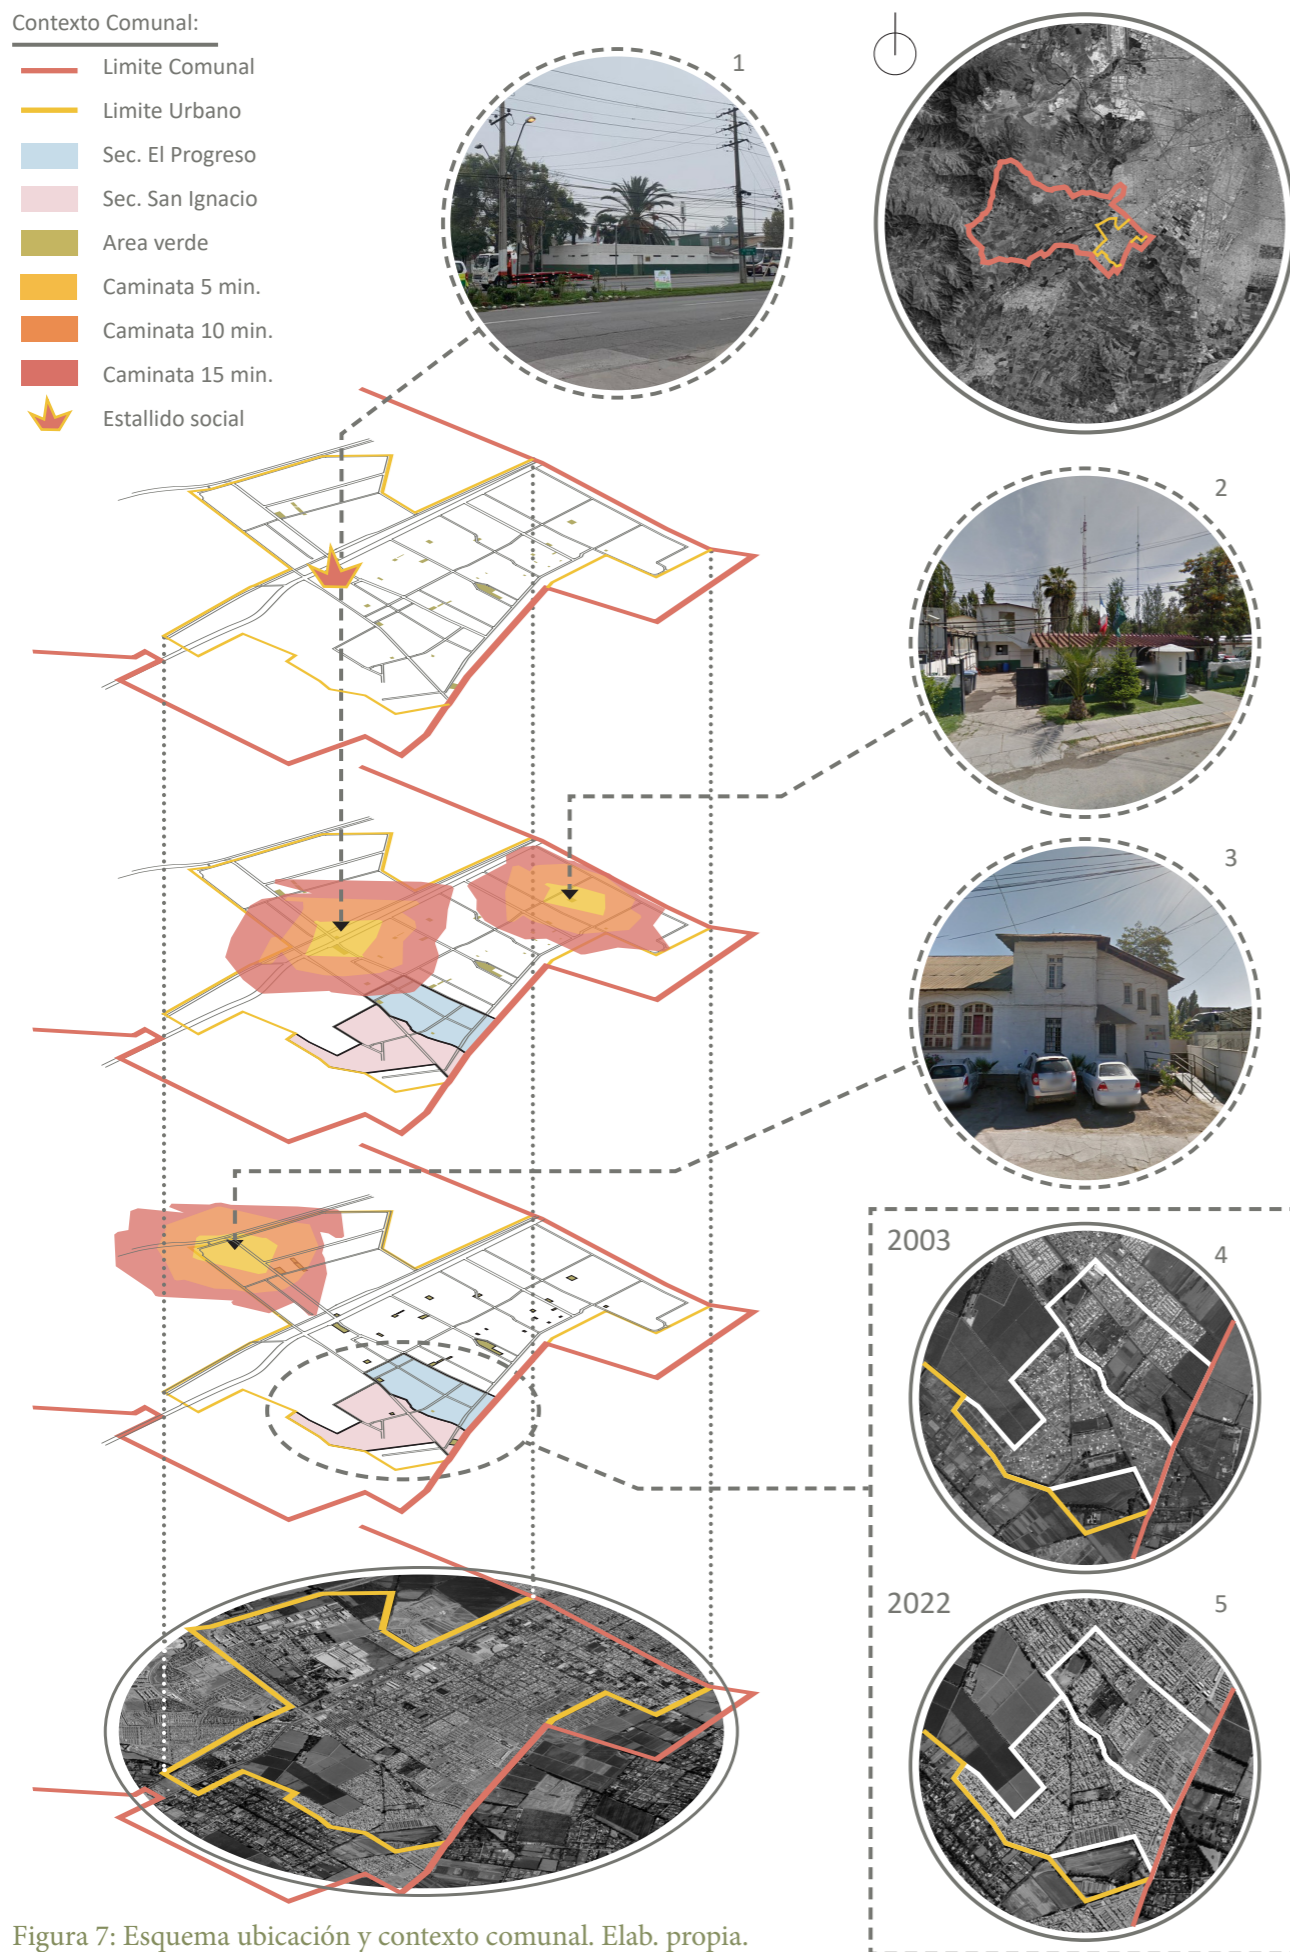 Contexto Comunal:
Limite Comunal
Limite Urbano
Sec. El Progreso
Sec. San Ignacio
Area verde
Caminata 5 min.
Caminata 10 min.
Caminata 15 min.
Estallido social
1
2
3
2003
4
2022
5
Figura 7: Esquema ubicación y contexto comunal. Elab. propia.